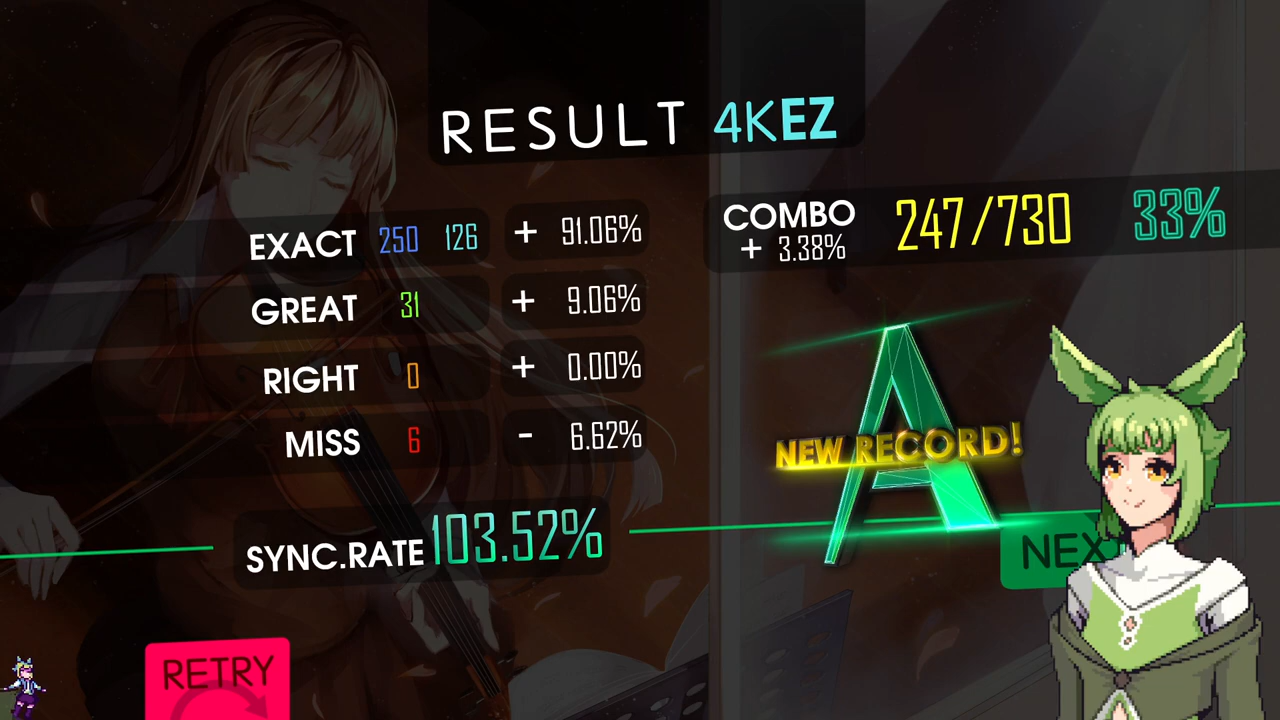 RESULT 4KEZ
EXACT 250 126 + 91.06%
GREAT 31 + 9.06%
RIGHT 0 + 0.00%
MISS 6 - 6.62%
SYNC.RATE 103.52%
COMBO 247/730 33%
+ 3.38%
A
NEW RECORD!
NEX
RETRY